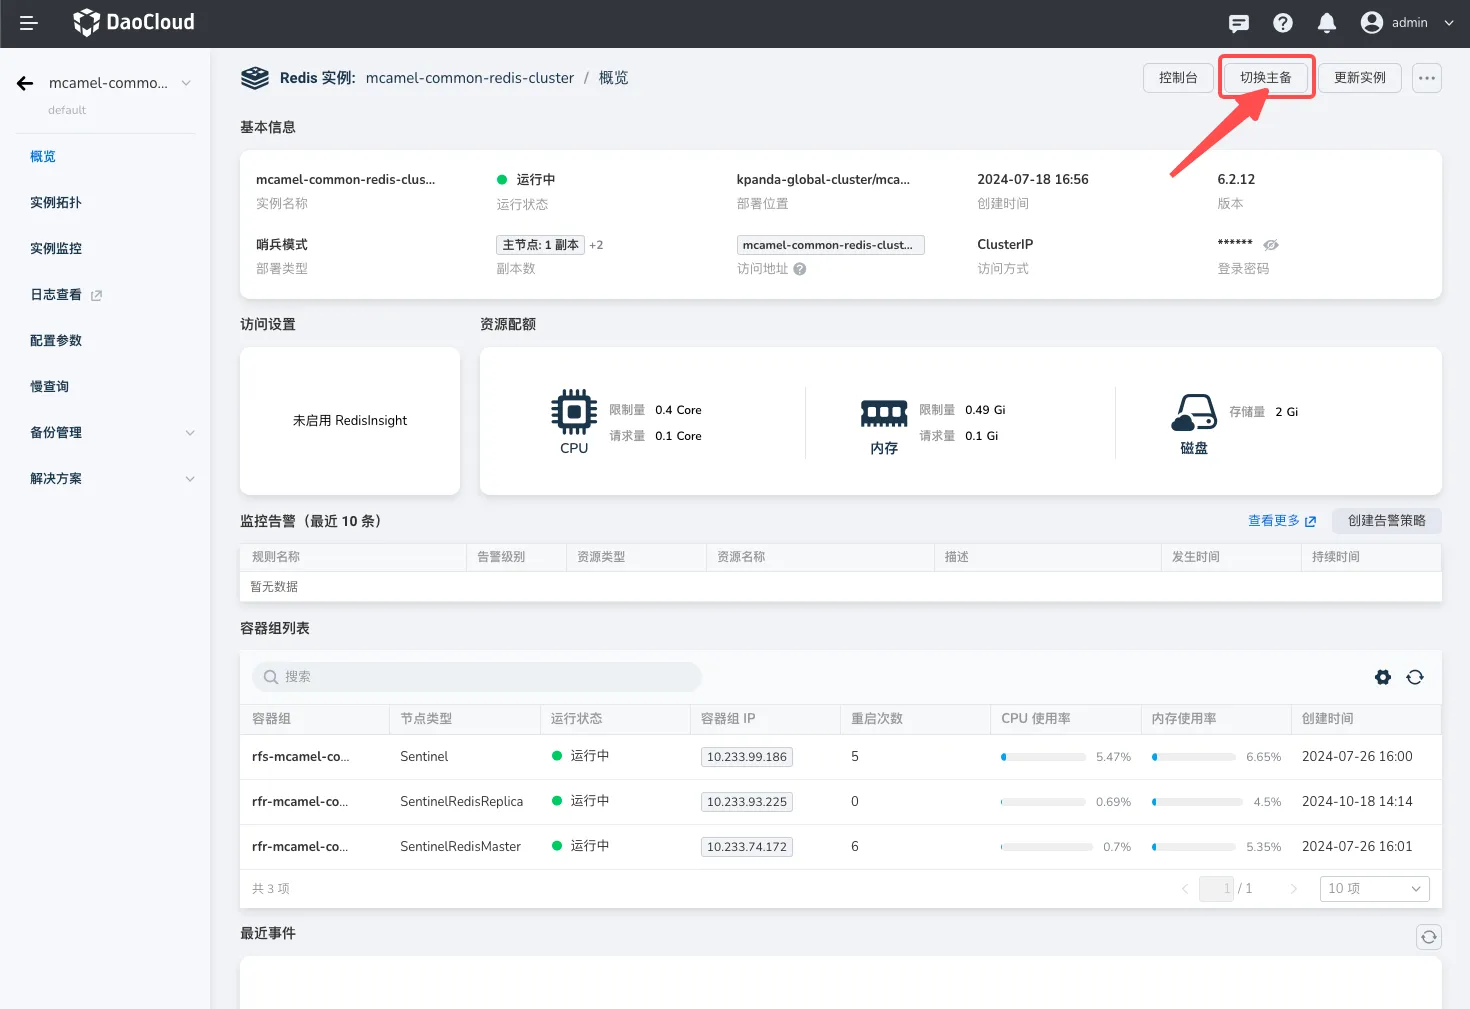 DaoCloud
admin
mcamel-commo...
default
概览
实例拓扑
实例监控
日志查看
配置参数
慢查询
备份管理
解决方案
Redis 实例: mcamel-common-redis-cluster / 概览
控制台 切换主备 更新实例
基本信息
mcamel-common-redis-clus... 运行中 kpanda-global-cluster/mca... 2024-07-18 16:56 6.2.12
实例名称 运行状态 部署位置 创建时间 版本
哨兵模式 主节点: 1 副本 +2 mcamel-common-redis-clust... ClusterIP ******
部署类型 副本数 访问地址 访问方式 登录密码
访问设置
未启用 RedisInsight
资源配额
限制量 0.4 Core
请求量 0.1 Core
CPU
限制量 0.49 Gi
请求量 0.1 Gi
内存
存储量 2 Gi
磁盘
监控告警（最近 10 条）
查看更多 创建告警策略
规则名称 告警级别 资源类型 资源名称 描述 发生时间 持续时间
暂无数据
容器组列表
搜索
容器组 节点类型 运行状态 容器组 IP 重启次数 CPU 使用率 内存使用率 创建时间
rfs-mcamel-co... Sentinel 运行中 10.233.99.186 5 5.47% 6.65% 2024-07-26 16:00
rfr-mcamel-co... SentinelRedisReplica 运行中 10.233.93.225 0 0.69% 4.5% 2024-10-18 14:14
rfr-mcamel-co... SentinelRedisMaster 运行中 10.233.74.172 6 0.7% 5.35% 2024-07-26 16:01
共 3 项 1 / 1 10 项
最近事件